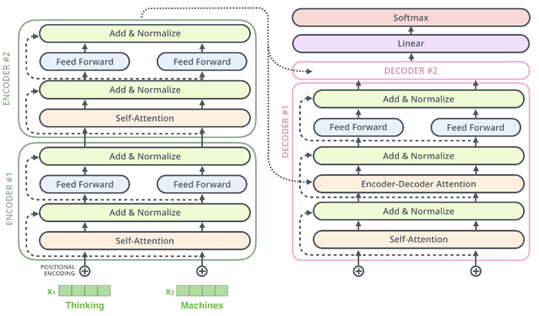 ENCODER #2
Add & Normalize
Feed Forward Feed Forward
Add & Normalize
Self-Attention
ENCODER #1
Add & Normalize
Feed Forward Feed Forward
Add & Normalize
Self-Attention
POSITIONAL
ENCODING
x₁ x₂
Thinking Machines
Softmax
Linear
DECODER #2
DECODER #1
Add & Normalize
Feed Forward Feed Forward
Add & Normalize
Encoder-Decoder Attention
Add & Normalize
Self-Attention